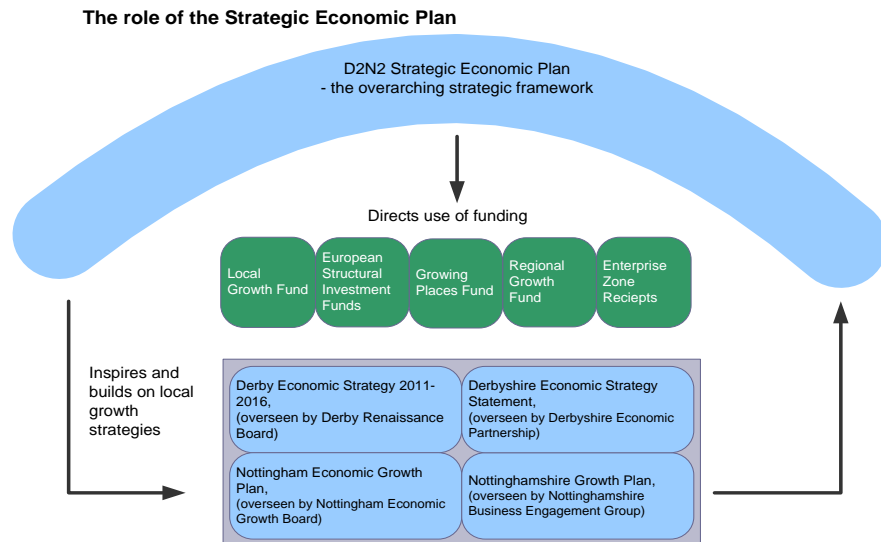 The role of the Strategic Economic Plan
D2N2 Strategic Economic Plan
- the overarching strategic framework
Directs use of funding
Local
Growth Fund
European
Structural
Investment
Funds
Growing
Places Fund
Regional
Growth
Fund
Enterprise
Zone
Reciepts
Inspires and
builds on local
growth
strategies
Derby Economic Strategy 2011-
2016,
(overseen by Derby Renaissance
Board)
Derbyshire Economic Strategy
Statement,
(overseen by Derbyshire Economic
Partnership)
Nottingham Economic Growth
Plan,
(overseen by Nottingham Economic
Growth Board)
Nottinghamshire Growth Plan,
(overseen by Nottinghamshire
Business Engagement Group)